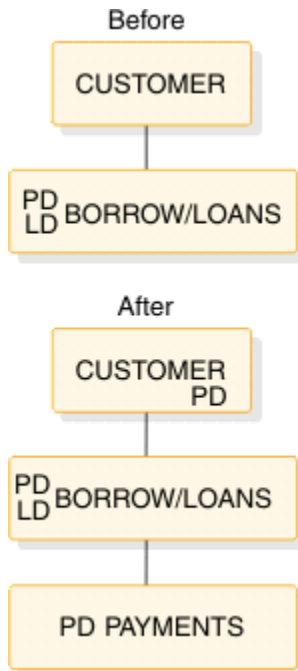 Before
CUSTOMER
PD
LD BORROW/LOANS
After
CUSTOMER
PD
PD
LD BORROW/LOANS
PD PAYMENTS